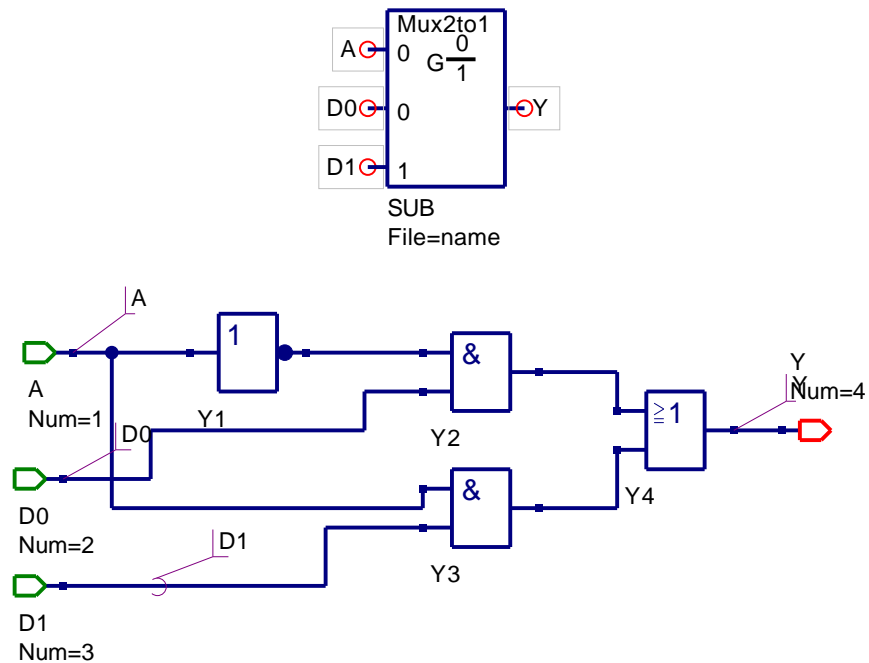 Mux2to1
A
0
G 0
1
D0
0
Y
D1
1
SUB
File=name
A
1
&
A
Num=1
Y
Y
Num=4
D0
Y1
Y2
≥1
D0
Num=2
&
Y4
D1
Y3
D1
Num=3